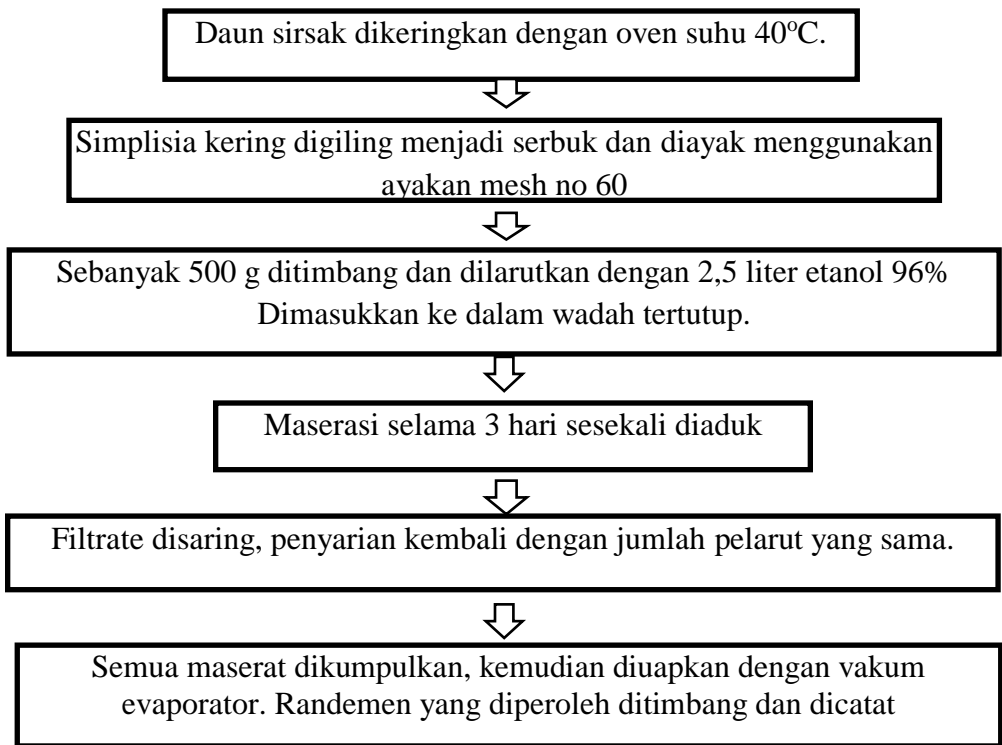 Daun sirsak dikeringkan dengan oven suhu 40°C.
Simplisia kering digiling menjadi serbuk dan diayak menggunakan
ayakan mesh no 60
Sebanyak 500 g ditimbang dan dilarutkan dengan 2,5 liter etanol 96%
Dimasukkan ke dalam wadah tertutup.
Maserasi selama 3 hari sesekali diaduk
Filtrate disaring, penyarian kembali dengan jumlah pelarut yang sama.
Semua maserat dikumpulkan, kemudian diuapkan dengan vakum
evaporator. Randemen yang diperoleh ditimbang dan dicatat